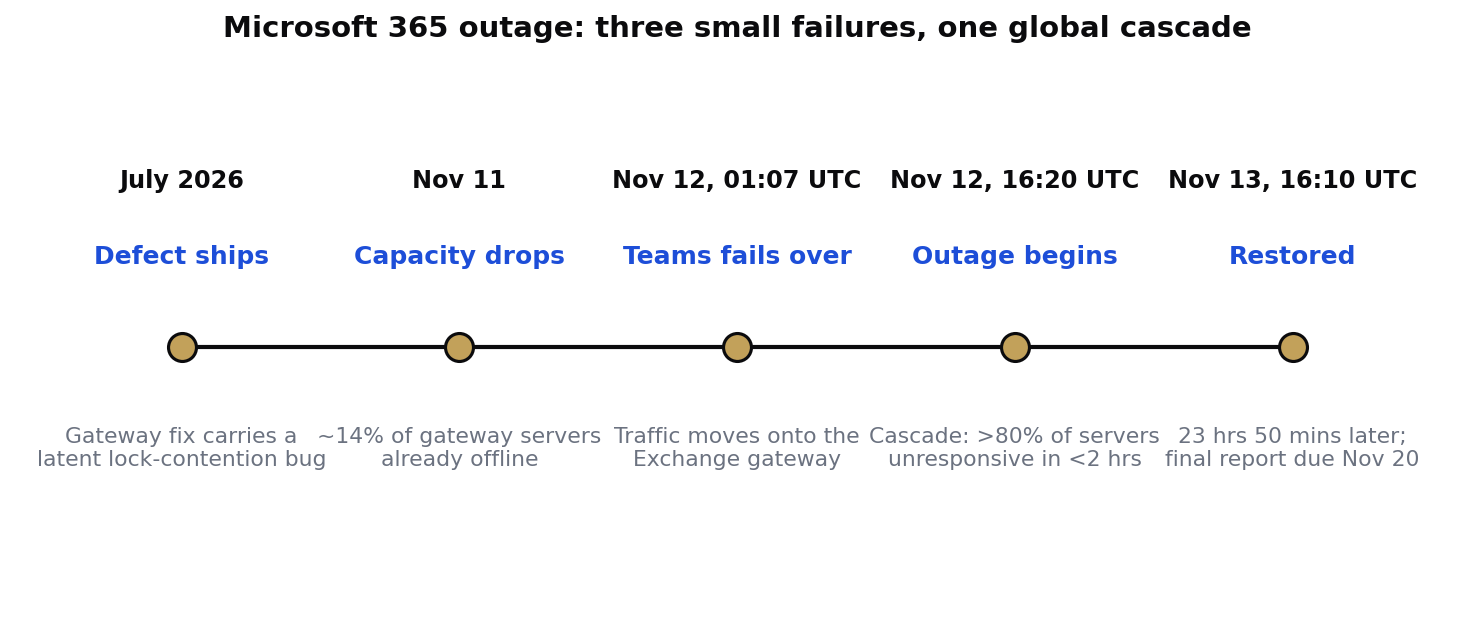 Microsoft 365 outage: three small failures, one global cascade
July 2026
Defect ships
Gateway fix carries a
latent lock-contention bug
Nov 11
Capacity drops
~14% of gateway servers
already offline
Nov 12, 01:07 UTC
Teams fails over
Traffic moves onto the
Exchange gateway
Nov 12, 16:20 UTC
Outage begins
Cascade: >80% of servers
unresponsive in <2 hrs
Nov 13, 16:10 UTC
Restored
23 hrs 50 mins later;
final report due Nov 20